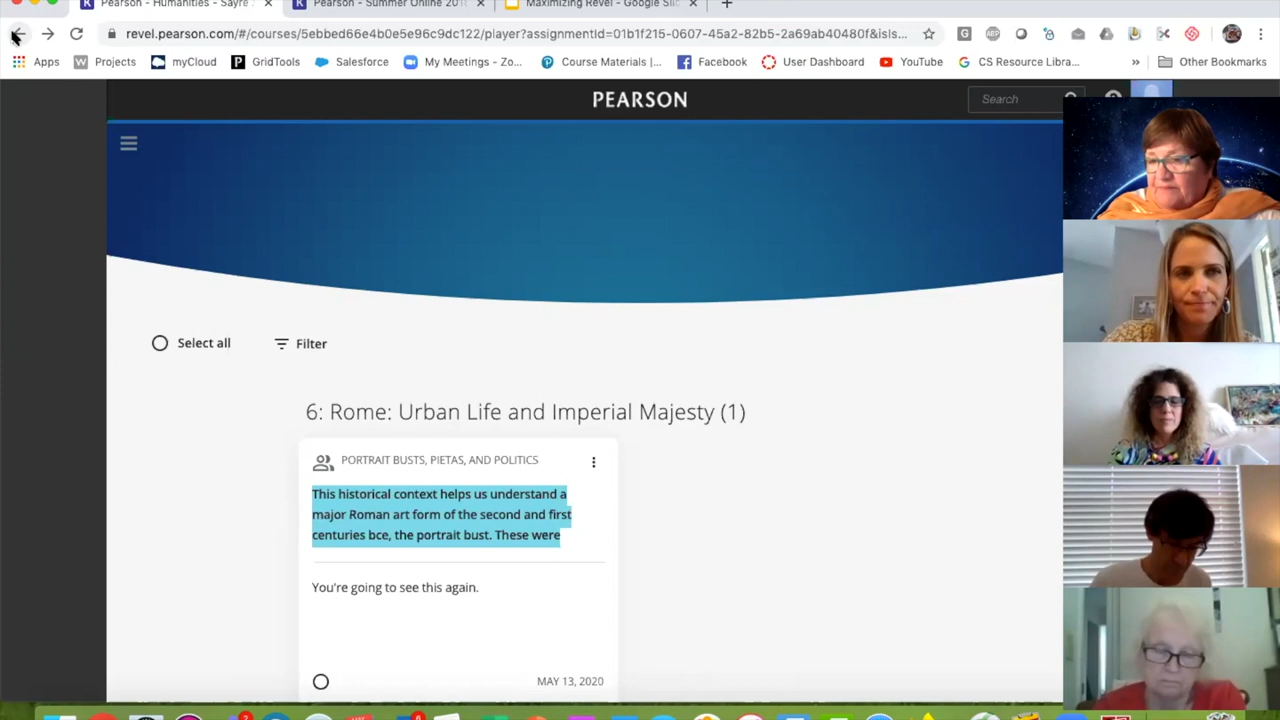 Pearson - Humanities - Sayre
Pearson - Summer Online 201
Maximizing Revel - Google Slid
revel.pearson.com/#/courses/5ebbed66e4b0e5e96c9dc122/player?assignmentId=01b1f215-0607-45a2-82b5-2a69ab40480f&isIs...
Apps
Projects
myCloud
GridTools
Salesforce
My Meetings - Zo...
Course Materials |...
Facebook
User Dashboard
YouTube
CS Resource Libra...
»
Other Bookmarks
PEARSON
Search
Select all
Filter
6: Rome: Urban Life and Imperial Majesty (1)
PORTRAIT BUSTS, PIETAS, AND POLITICS
This historical context helps us understand a
major Roman art form of the second and first
centuries bce, the portrait bust. These were
You're going to see this again.
MAY 13, 2020